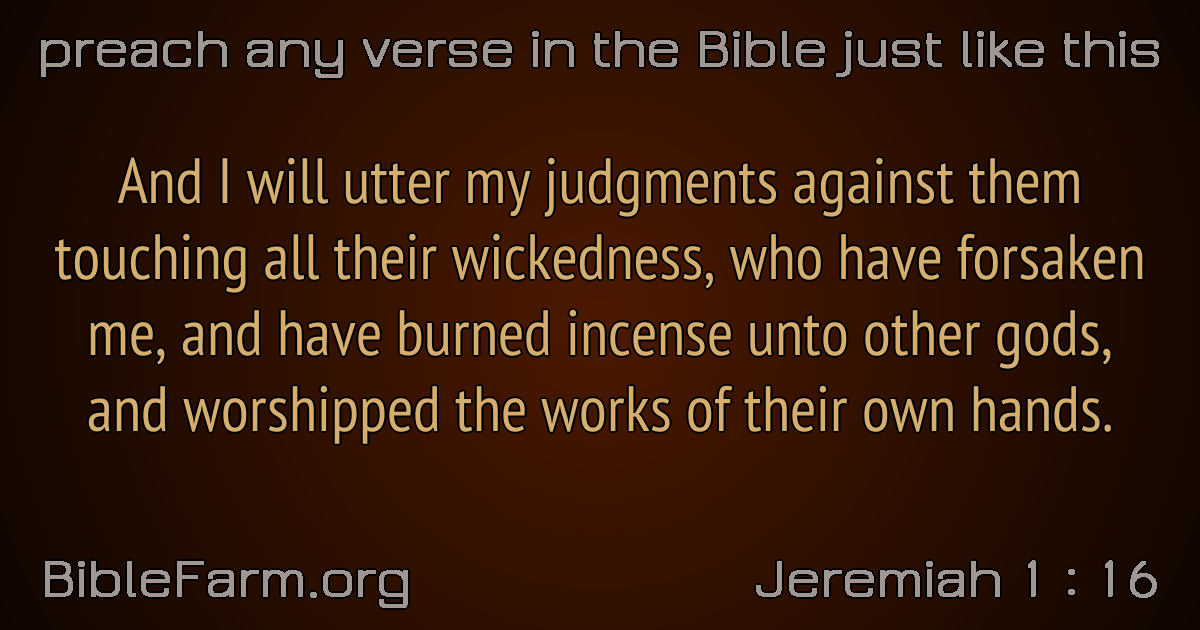 preach any verse in the Bible just like this
And I will utter my judgments against them
touching all their wickedness, who have forsaken
me, and have burned incense unto other gods,
and worshipped the works of their own hands.
BibleFarm.org
Jeremiah 1 : 16